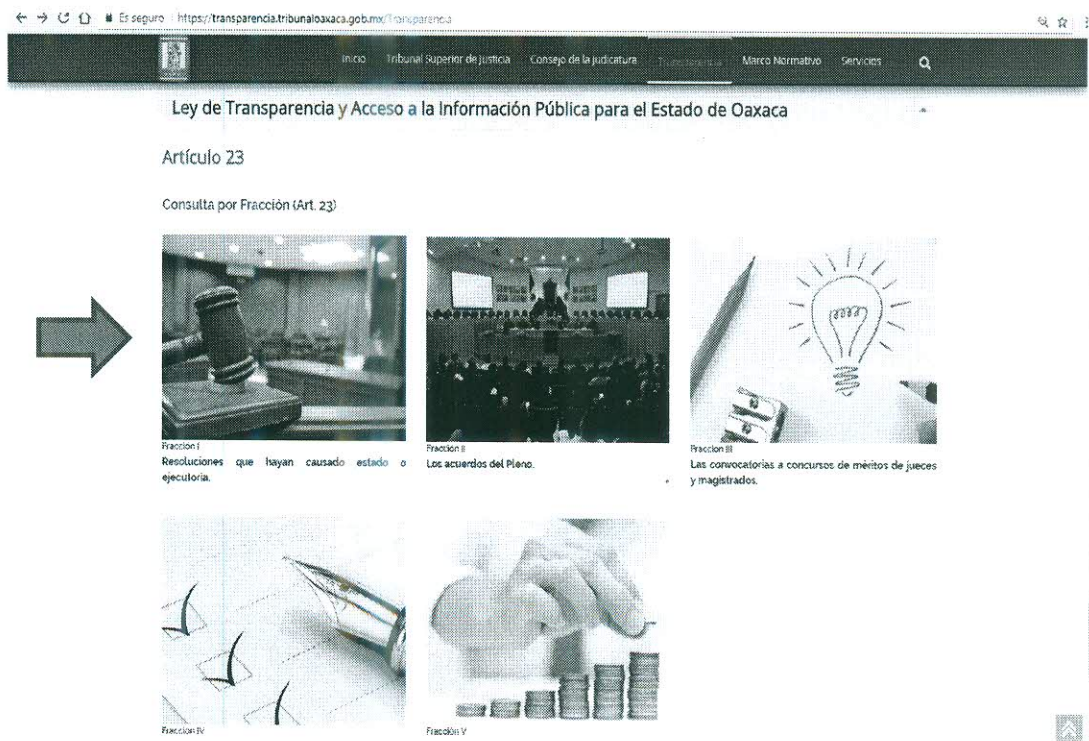 Es seguro https://transparencia.tribunaloaxaca.gob.mx/Transparencia
Inicio Tribunal Superior de Justicia Consejo de la judicatura Transparencia Marco Normativo Servicios
Ley de Transparencia y Acceso a la Información Pública para el Estado de Oaxaca
Artículo 23
Consulta por Fracción (Art. 23)
Fracción I
Resoluciones que hayan causado estado o
ejecutoria.
Fracción II
Los acuerdos del Pleno.
Fracción III
Las convocatorias a concursos de méritos de jueces
y magistrados.
Fracción IV
Fracción V